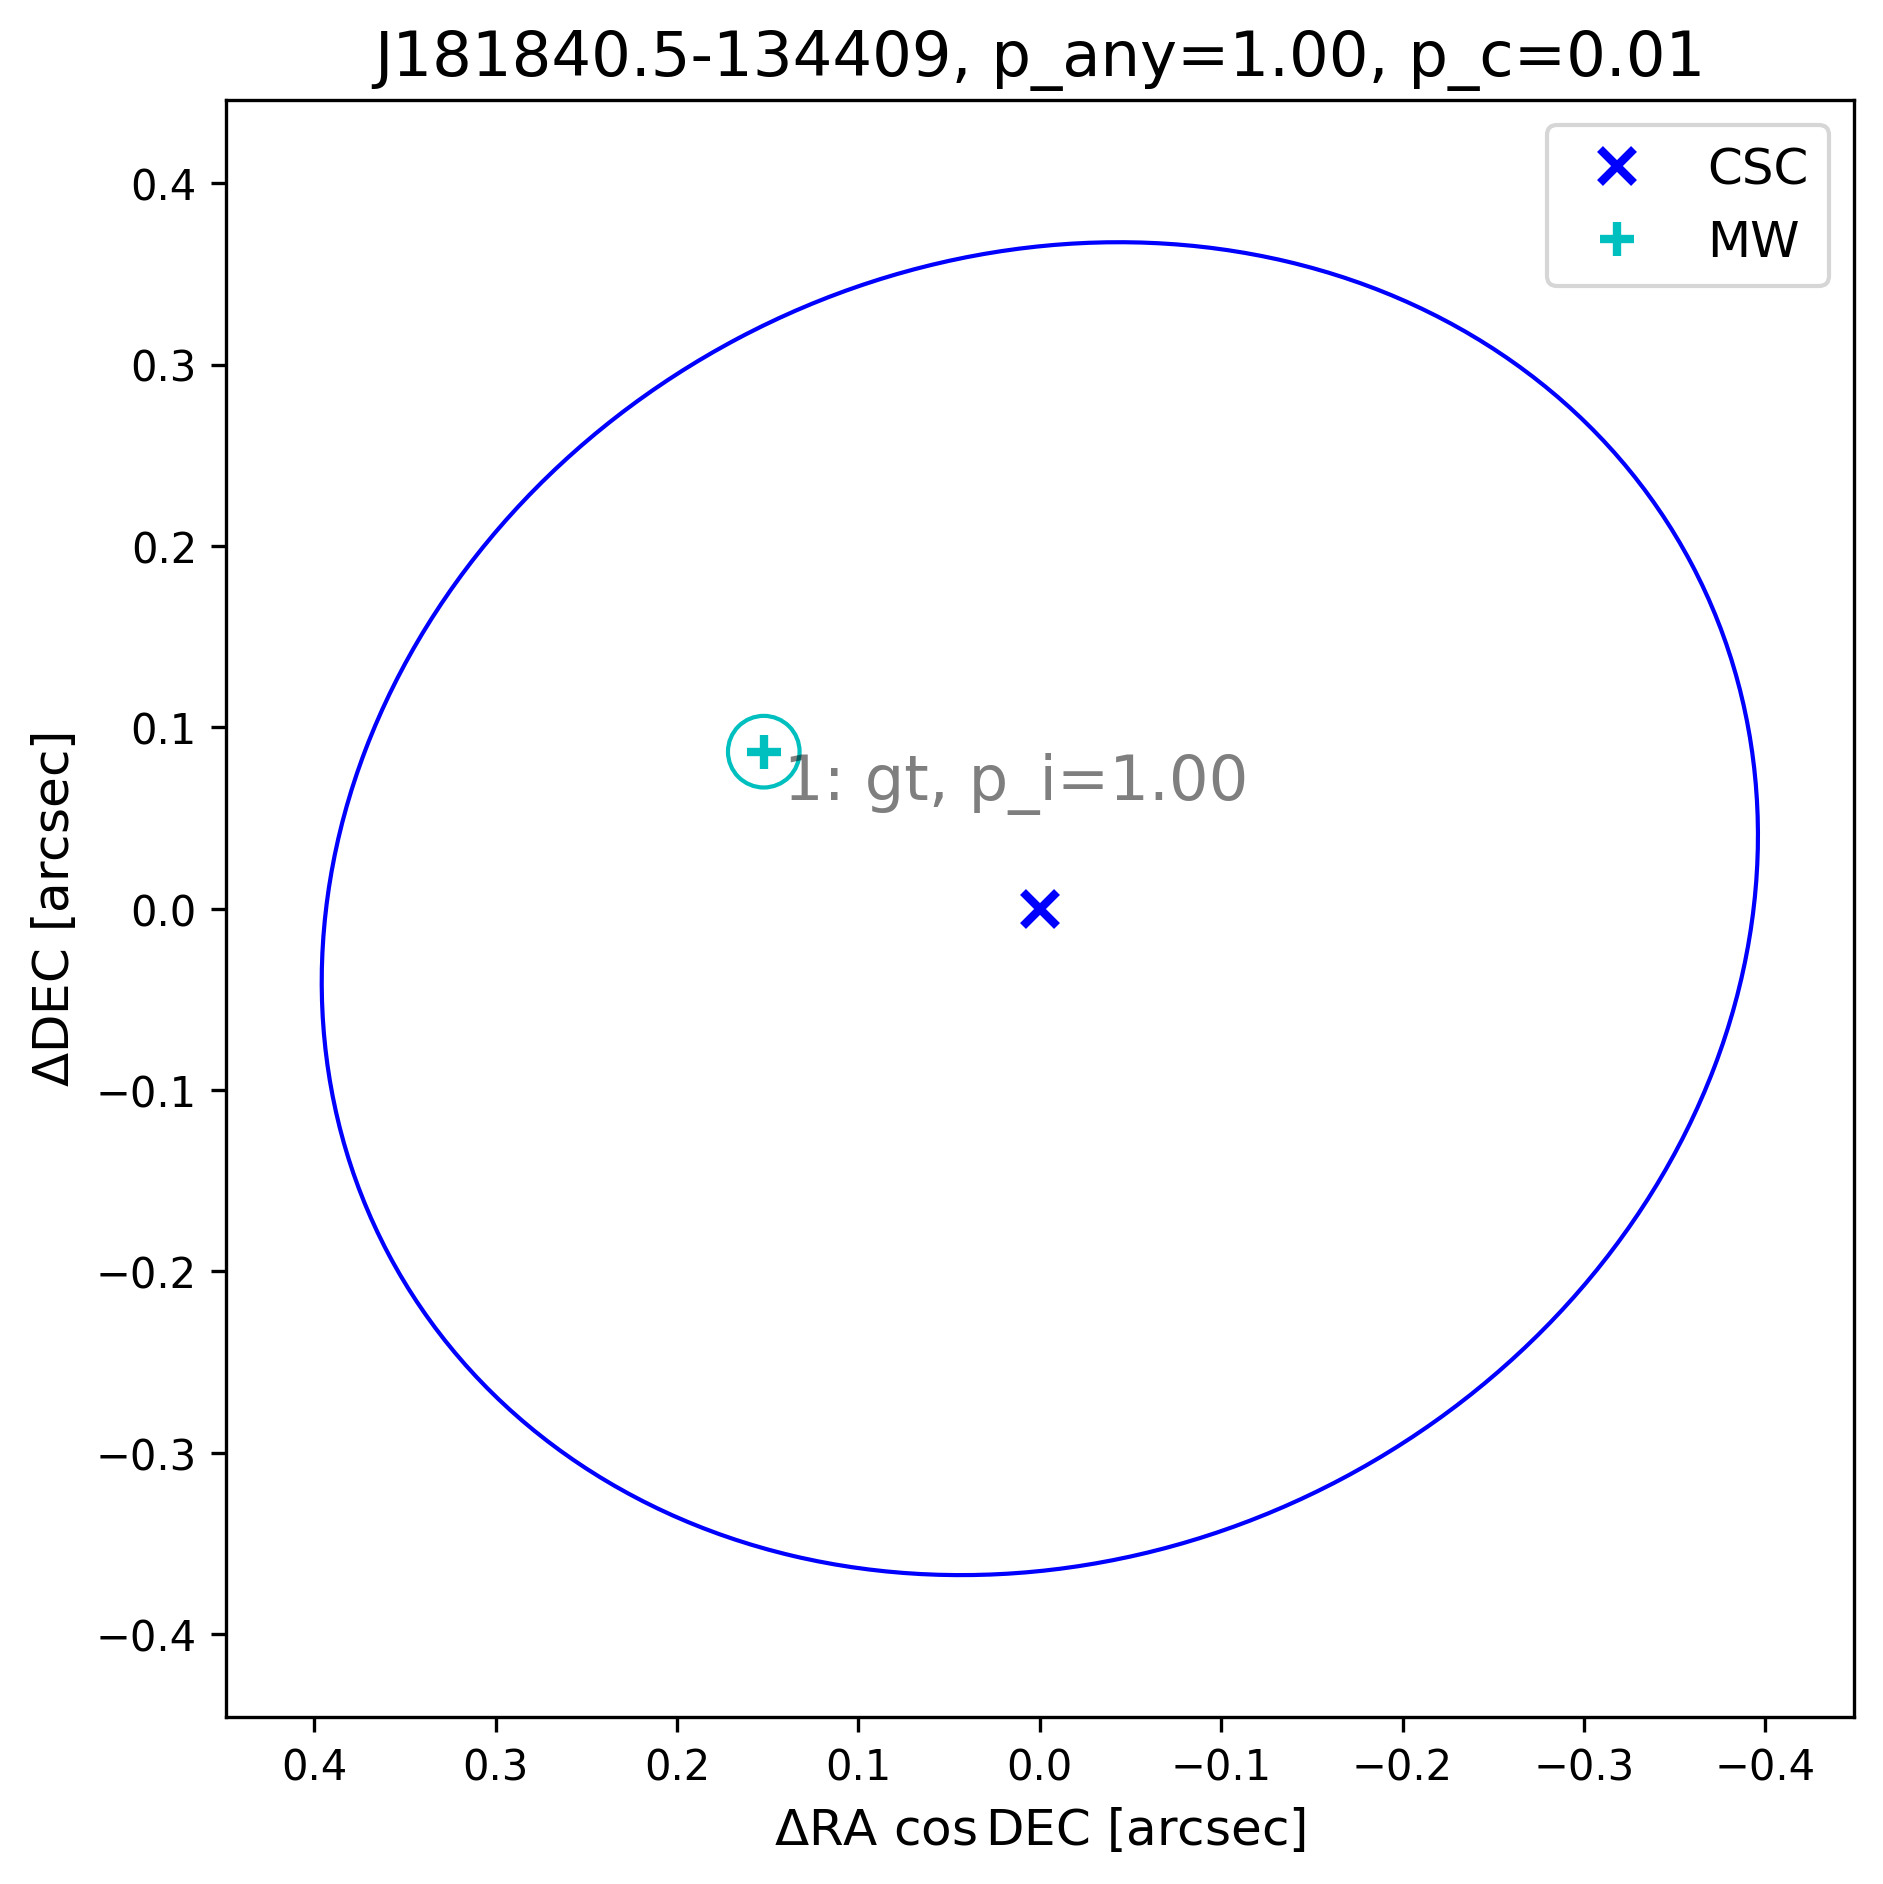 J181840.5-134409, p_any=1.00, p_c=0.01
CSC
MW
0.4
0.3
0.2
0.1
0.0
−0.1
−0.2
−0.3
−0.4
ΔDEC [arcsec]
1: gt, p_i=1.00
0.4 0.3 0.2 0.1 0.0 −0.1 −0.2 −0.3 −0.4
ΔRA cos DEC [arcsec]